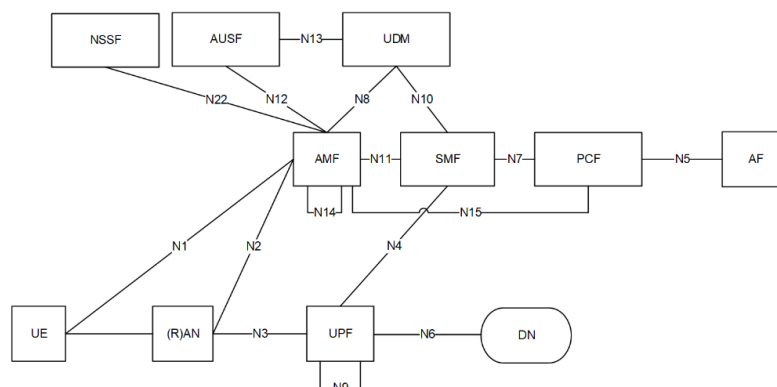 NSSF
AUSF
N13
UDM
N22
N12
N8
N10
AMF
N11
SMF
N7
PCF
N5
AF
N14
N15
N1
N2
N4
UE
(R)AN
N3
UPF
N6
DN
N9